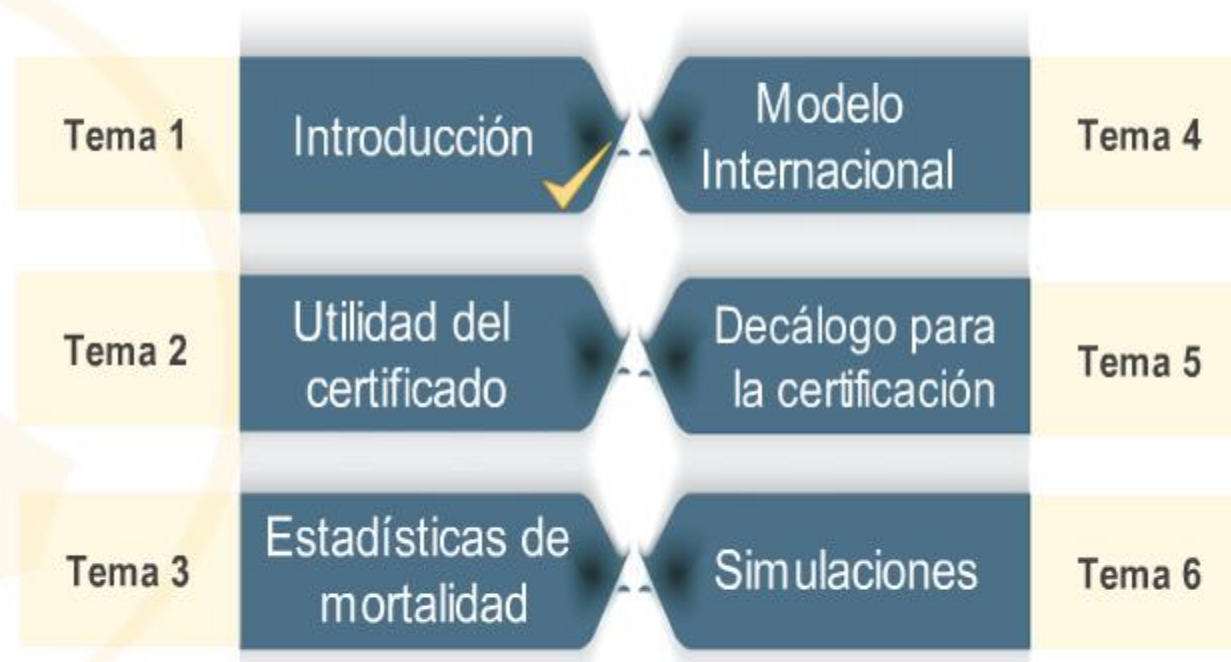 Tema 1
Introducción
Tema 2
Utilidad del
certificado
Tema 3
Estadísticas de
mortalidad
Modelo
Internacional
Tema 4
Decálogo para
la certificación
Tema 5
Simulaciones
Tema 6